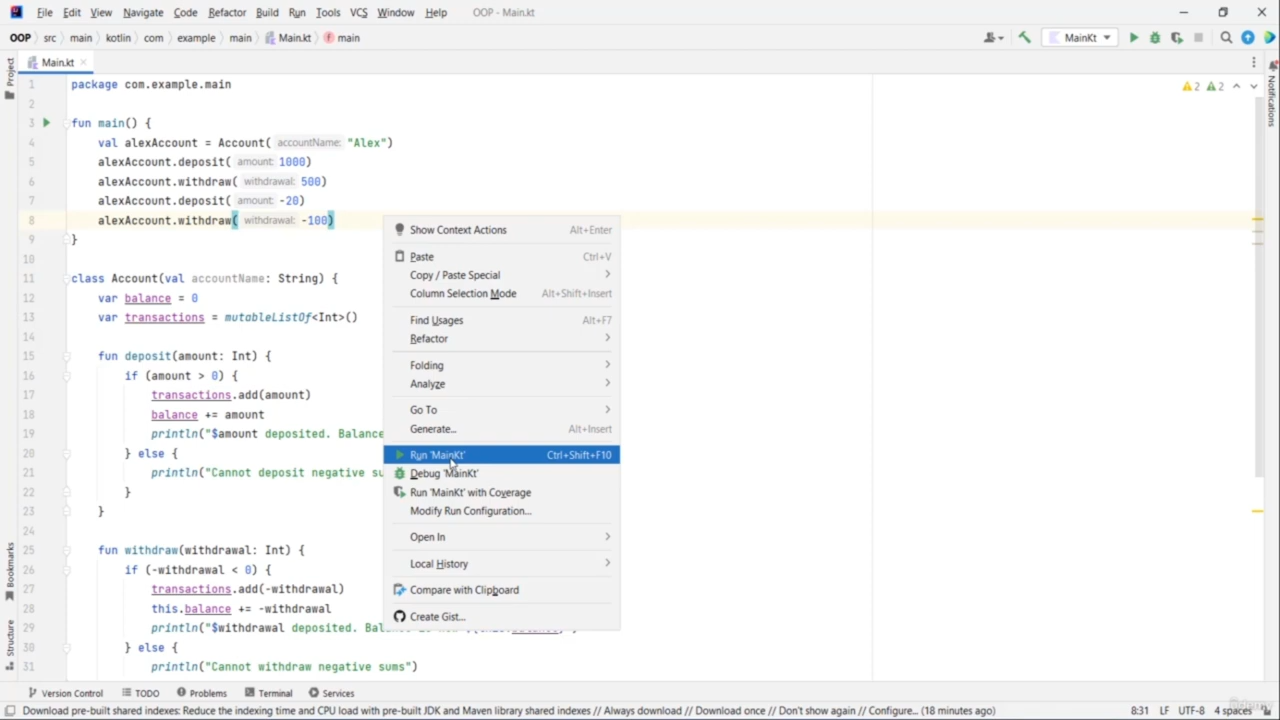 File Edit View Navigate Code Refactor Build Run Tools VCS Window Help OOP - Main.kt
OOP src main kotlin com example main Main.kt main MainKt
Project
Main.kt
Notifications
2 2
1 package com.example.main
2
3 fun main() {
4 val alexAccount = Account( accountName: "Alex")
5 alexAccount.deposit( amount: 1000)
6 alexAccount.withdraw( withdrawal: 500)
7 alexAccount.deposit( amount: -20)
8 alexAccount.withdraw( withdrawal: -100)
9 }
10
11 class Account(val accountName: String) {
12 var balance = 0
13 var transactions = mutableListOf<Int>()
14
15 fun deposit(amount: Int) {
16 if (amount > 0) {
17 transactions.add(amount)
18 balance += amount
19 println("$amount deposited. Balance
20 } else {
21 println("Cannot deposit negative su
22 }
23 }
24
25 fun withdraw(withdrawal: Int) {
26 if (-withdrawal < 0) {
27 transactions.add(-withdrawal)
28 this.balance += -withdrawal
29 println("$withdrawal deposited.
30 } else {
31 println("Cannot withdraw negative sums")
Show Context Actions Alt+Enter
Paste Ctrl+V
Copy / Paste Special
Column Selection Mode Alt+Shift+Insert
Find Usages Alt+F7
Refactor
Folding
Analyze
Go To
Generate... Alt+Insert
Run 'MainKt' Ctrl+Shift+F10
Debug 'MainKt'
Run 'MainKt' with Coverage
Modify Run Configuration...
Open In
Local History
Compare with Clipboard
Create Gist...
Bookmarks
Structure
Version Control TODO Problems Terminal Services
Download pre-built shared indexes: Reduce the indexing time and CPU load with pre-built JDK and Maven library shared indexes // Always download // Download once // Don't show again // Configure... (18 minutes ago) 8:31 LF UTF-8 4 spaces